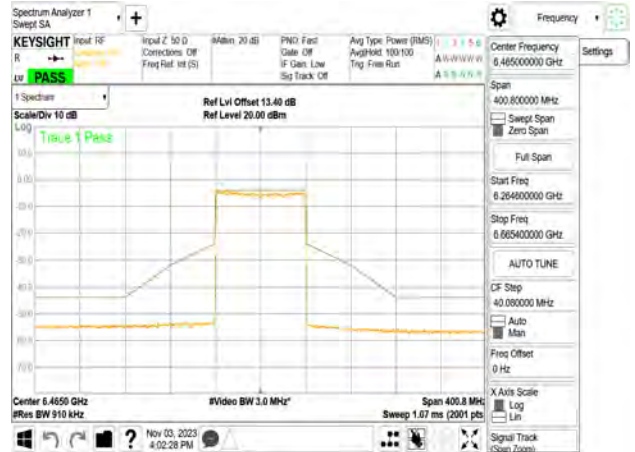 Spectrum Analyzer 1
Swept SA
Frequency
KEYSIGHT
Input: RF
R
PASS
Input Z: 50 Ω
Corrections: Off
Freq Ref: Int (S)
#Atten: 20 dB
PNO: Fast
Gate: Off
IF Gain: Low
Sig Track: Off
Avg Type: Power (RMS)
Avg|Hold: 100/100
Trig: Free Run
1 Spectrum
Scale/Div 10 dB
Log
Ref Lvl Offset 13.40 dB
Ref Level 20.00 dBm
Trace 1 Pass
Center 6.4650 GHz
#Res BW 910 kHz
#Video BW 3.0 MHz*
Span 400.8 MHz
Sweep 1.07 ms (2001 pts
Nov 03, 2023
4:02:28 PM
Center Frequency
6.465000000 GHz
Settings
Span
400.800000 MHz
Swept Span
Zero Span
Full Span
Start Freq
6.264600000 GHz
Stop Freq
6.665400000 GHz
AUTO TUNE
CF Step
40.080000 MHz
Auto
Man
Freq Offset
0 Hz
X Axis Scale
Log
Lin
Signal Track
(Span Zoom)